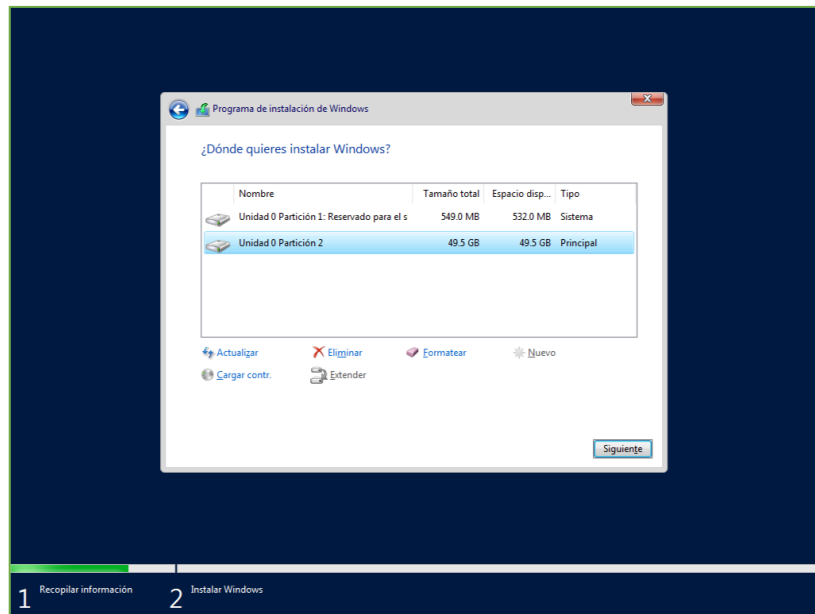 Programa de instalación de Windows
¿Dónde quieres instalar Windows?
Nombre Tamaño total Espacio disp... Tipo
Unidad 0 Partición 1: Reservado para el s 549.0 MB 532.0 MB Sistema
Unidad 0 Partición 2 49.5 GB 49.5 GB Principal
Actualizar Eliminar Formatear Nuevo
Cargar contr. Extender
Siguiente
1 Recopilar información 2 Instalar Windows